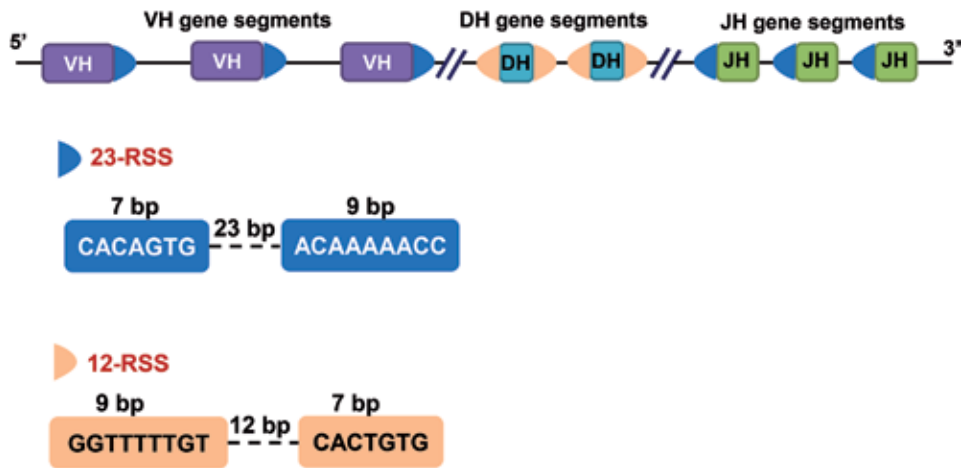 VH gene segments DH gene segments JH gene segments
5' VH VH VH DH DH JH JH JH 3"
23-RSS
7 bp 23 bp 9 bp
CACAGTG ACAAAAACC
12-RSS
9 bp 12 bp 7 bp
GGTTTTTGT CACTGTG